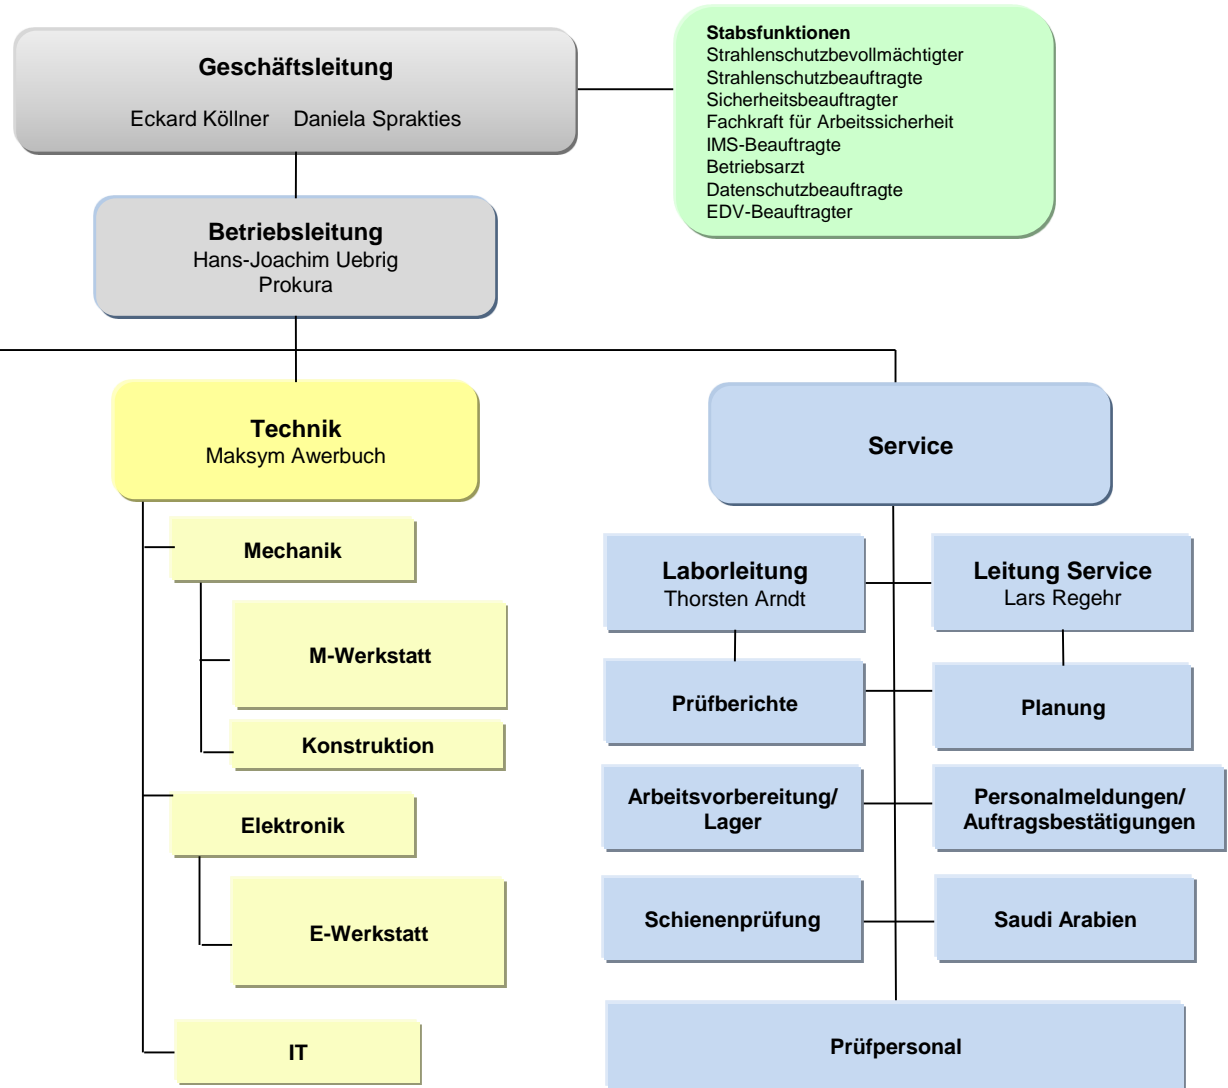 Geschäftsleitung
Eckard Köllner Daniela Sprakties
Stabsfunktionen
Strahlenschutzbevollmächtigter
Strahlenschutzbeauftragte
Sicherheitsbeauftragter
Fachkraft für Arbeitssicherheit
IMS-Beauftragte
Betriebsarzt
Datenschutzbeauftragte
EDV-Beauftragter
Betriebsleitung
Hans-Joachim Uebrig
Prokura
Technik
Maksym Awerbuch
Mechanik
M-Werkstatt
Konstruktion
Elektronik
E-Werkstatt
IT
Service
Laborleitung
Thorsten Arndt
Leitung Service
Lars Regehr
Prüfberichte
Planung
Arbeitsvorbereitung/
Lager
Personalmeldungen/
Auftragsbestätigungen
Schienenprüfung
Saudi Arabien
Prüfpersonal